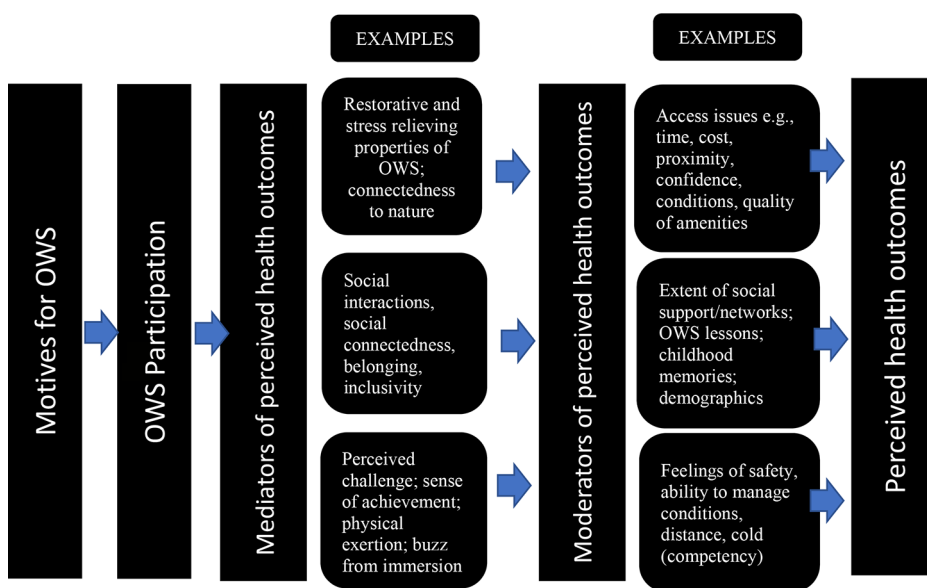 Motives for OWS
OWS Participation
Mediators of perceived health outcomes
EXAMPLES
Restorative and
stress relieving
properties of
OWS;
connectedness
to nature
Social
interactions,
social
connectedness,
belonging,
inclusivity
Perceived
challenge; sense
of achievement;
physical
exertion; buzz
from immersion
Moderators of perceived health outcomes
EXAMPLES
Access issues e.g.,
time, cost,
proximity,
confidence,
conditions, quality
of amenities
Extent of social
support/networks;
OWS lessons;
childhood
memories;
demographics
Feelings of safety,
ability to manage
conditions,
distance, cold
(competency)
Perceived health outcomes